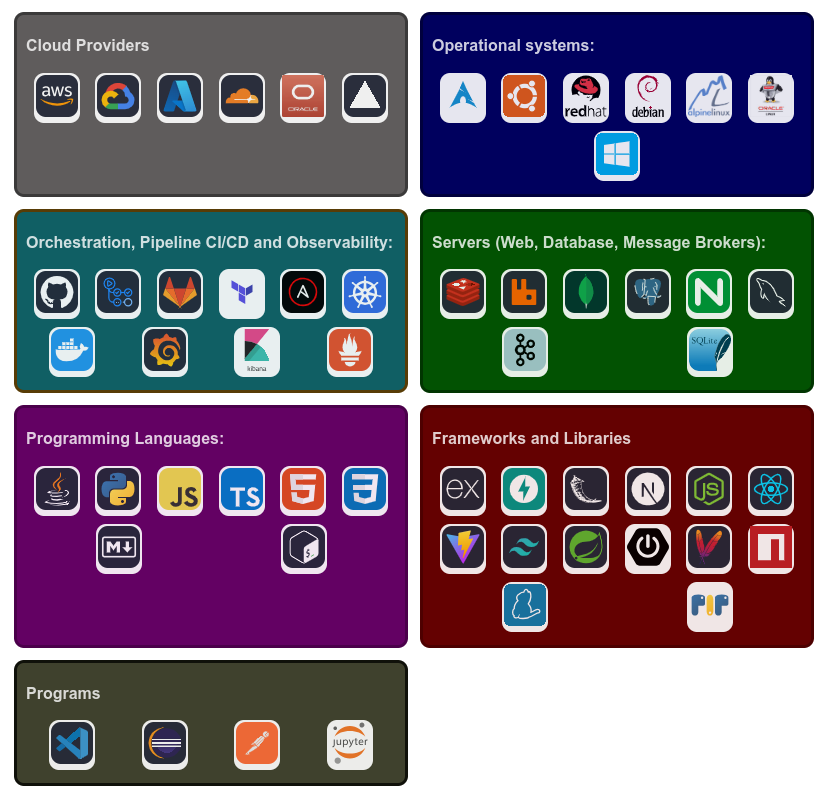 Cloud Providers
aws
ORACLE
Operational systems:
redhat
debian
alpinelinux
ORACLE
LINUX
Orchestration, Pipeline CI/CD and Observability:
A
kibana
Servers (Web, Database, Message Brokers):
N
SQLite
Programming Languages:
JS
TS
5
3
M
$_
Frameworks and Libraries
ex
N
JS
PIP
Programs
jupyter